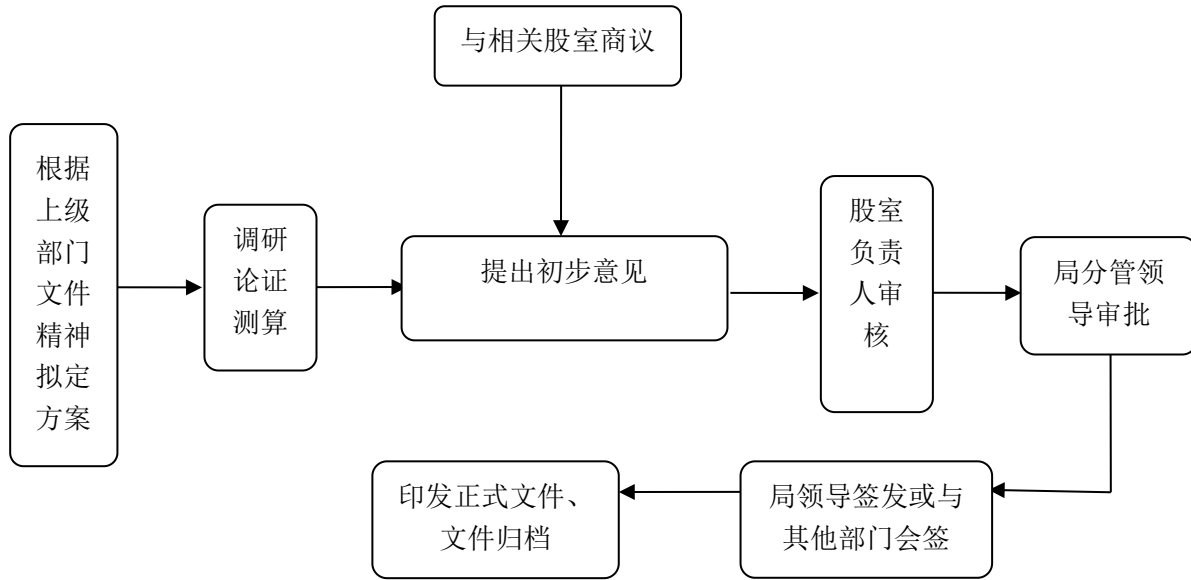 与相关股室商议
根据
上级
部门
文件
精神
拟定
方案
调研
论证
测算
提出初步意见
股室
负责
人审
核
局分管领
导审批
印发正式文件、
文件归档
局领导签发或与
其他部门会签